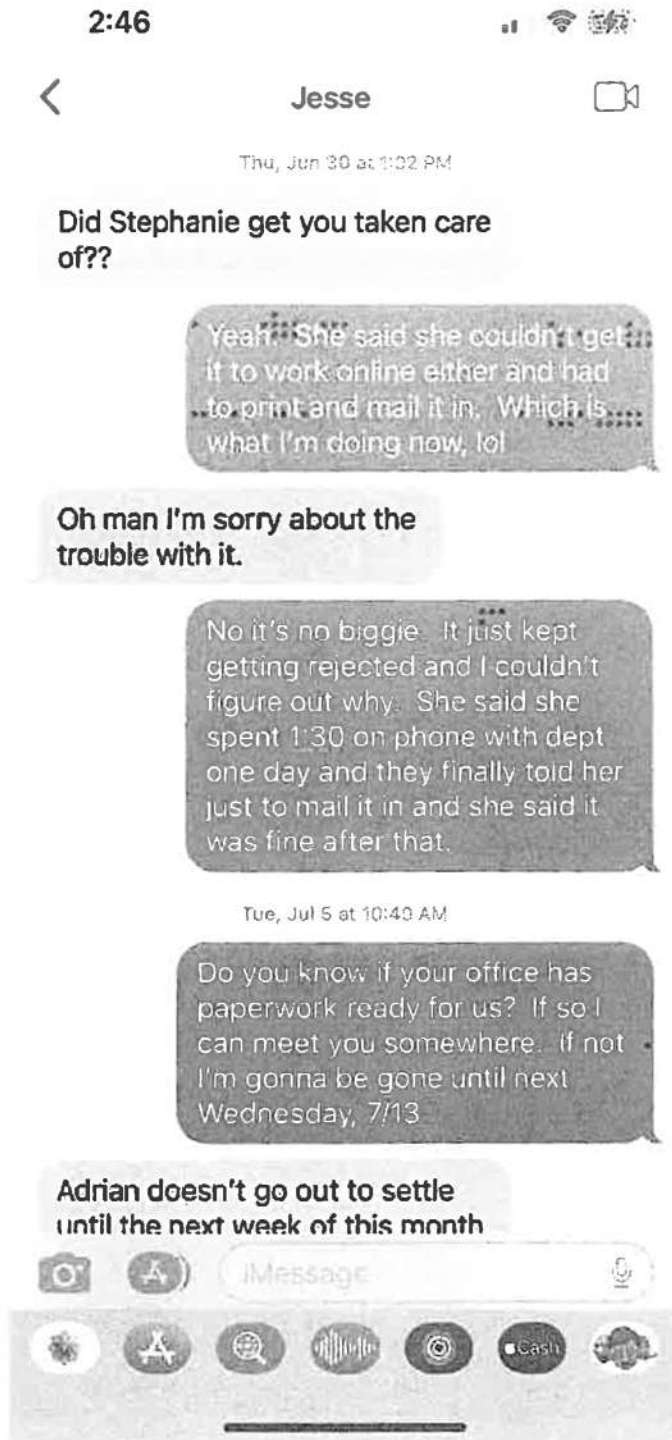 2:46
Jesse
Thu, Jun 30 at 1:02 PM
Did Stephanie get you taken care
of??
Yeah. She said she couldn't get
it to work online either and had
to print and mail it in.  Which is
what I'm doing now, lol
Oh man I'm sorry about the
trouble with it.
No it's no biggie.  It just kept
getting rejected and I couldn't
figure out why.  She said she
spent 1:30 on phone with dept
one day and they finally told her
just to mail it in and she said it
was fine after that.
Tue, Jul 5 at 10:40 AM
Do you know if your office has
paperwork ready for us?  If so I
can meet you somewhere.  If not
I'm gonna be gone until next
Wednesday, 7/13
Adrian doesn't go out to settle
until the next week of this month
iMessage
Cash